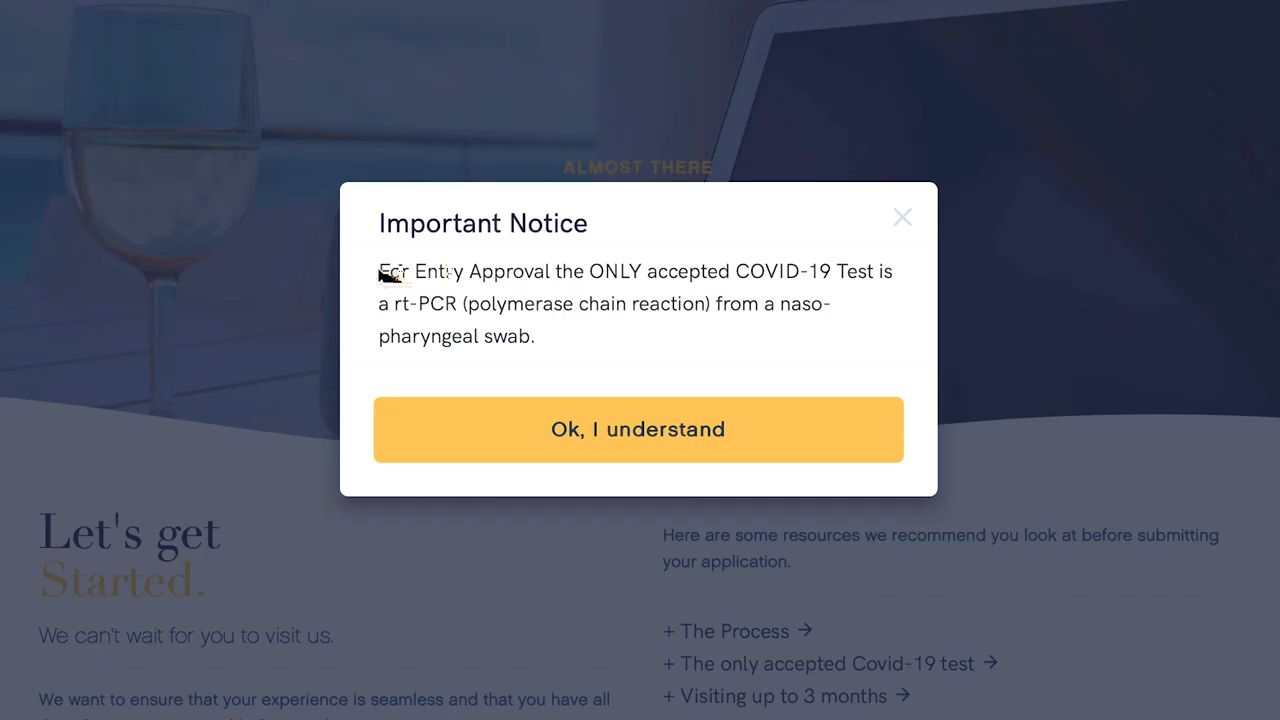 ALMOST THERE
Important Notice
For Entry Approval the ONLY accepted COVID-19 Test is
a rt-PCR (polymerase chain reaction) from a naso-
pharyngeal swab.
Ok, I understand
Let's get
Started.
We can't wait for you to visit us.
We want to ensure that your experience is seamless and that you have all
Here are some resources we recommend you look at before submitting
your application.
+ The Process →
+ The only accepted Covid-19 test →
+ Visiting up to 3 months →